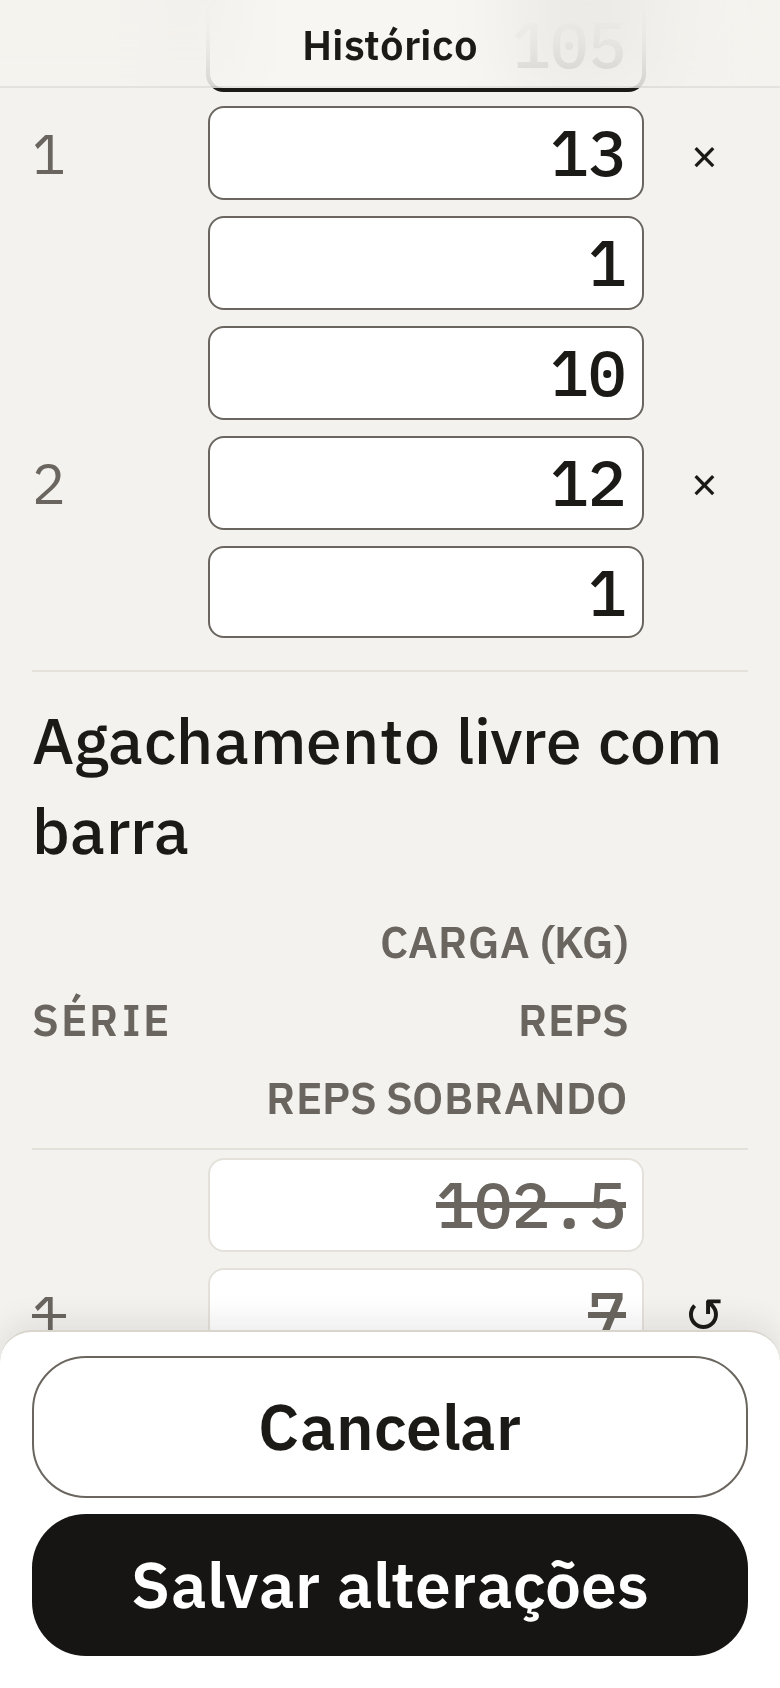 Histórico
105
1 13 ×
1
10
2 12 ×
1
Agachamento livre com
barra
CARGA (KG)
SÉRIE REPS
REPS SOBRANDO
102.5
1 7 ↺
Cancelar
Salvar alterações